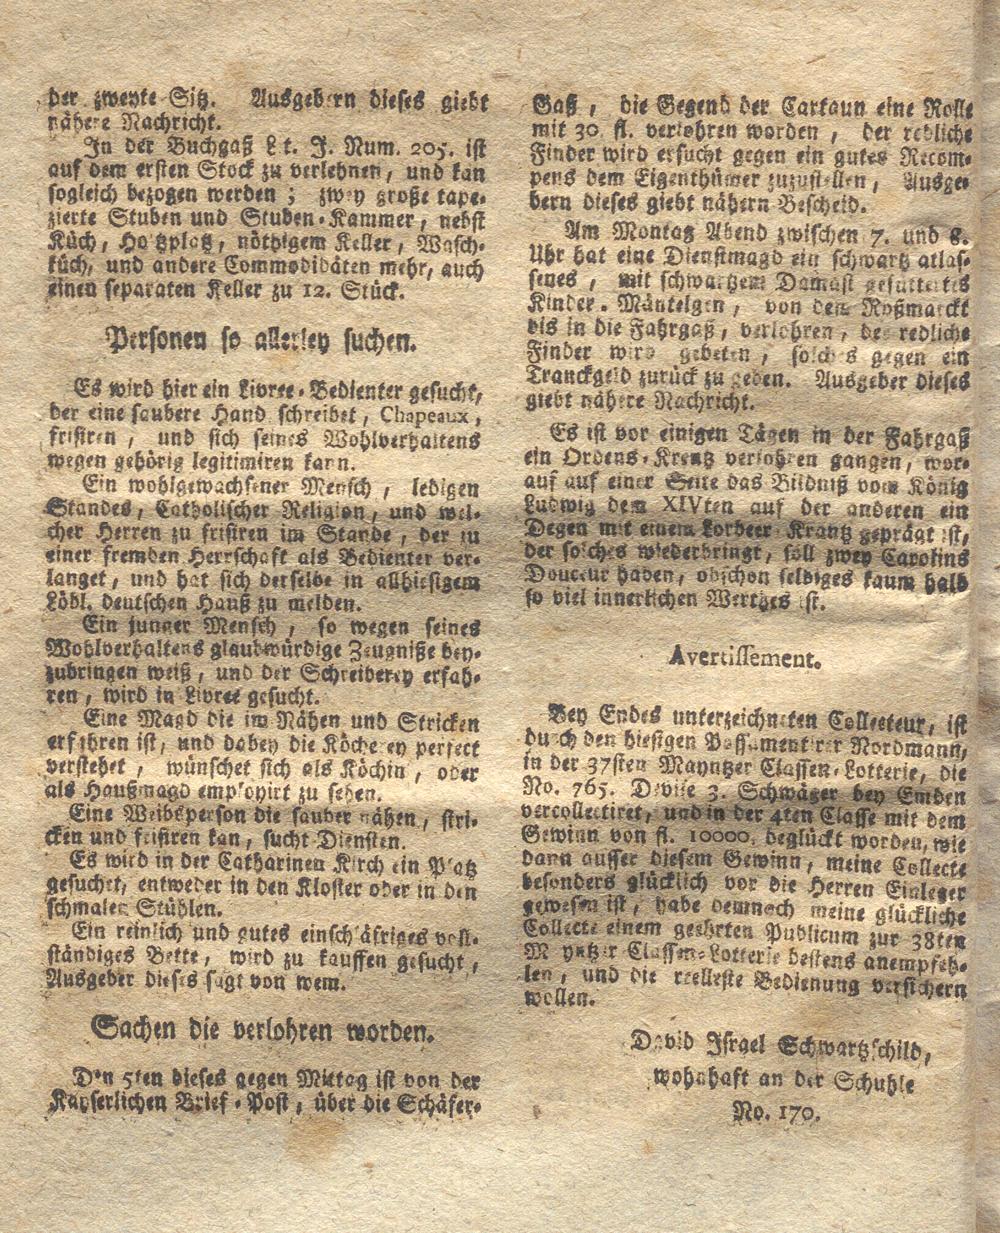 der zweyte Sitz. Ausgebern dieses giebt
nähere Nachricht.
In der Buchgaß Lit. J. Num. 205. ist
auf dem ersten Stock zu verlehnen, und kan
sogleich bezogen werden ; zwey große tape-
zierte Stuben und Stuben-Kammer, nebst
Küch, Holtzplatz, nöthigem Keller, Wasch-
küch, und andere Commodidäten mehr, auch
einen separaten Keller zu 12. Stück.
Personen so allerley suchen.
Es wird hier ein Livree-Bedienter gesucht,
der eine saubere Hand schreibet, Chapeaux,
frisiren, und sich seines Wohlverhaltens
wegen gehörig legitimiren kann.
Ein wohlgewachsener Mensch, ledigen
Standes, Catholischer Religion, und wel-
cher Herren zu frisiren im Stande, der zu
einer fremden Herrschaft als Bedienter ver-
langet, und hat sich derselbe in allhiesigem
Löbl. deutschen Hauß zu melden.
Ein junger Mensch, so wegen seines
Wohlverhaltens glaubwürdige Zeugniße bey-
zubringen weiß, und der Schreiberey erfah-
ren, wird in Livree gesucht.
Eine Magd die im Nähen und Stricken
erfahren ist, und dabey die Köcherey perfect
verstehet, wünschet sich als Köchin, oder
als Haußmagd employirt zu sehen.
Eine Weibsperson die sauber nähen, stri-
cken und frisiren kan, sucht Diensten.
Es wird in der Catharinen Kirch ein Platz
gesuchet, entweder in den Kloster oder in den
schmalen Stühlen.
Ein reinlich und gutes einschläfriges voll-
ständiges Bette, wird zu kauffen gesucht,
Ausgeber dieses sagt von wem.
Sachen die verlohren worden.
Den 5ten dieses gegen Mittag ist von der
Kayserlichen Brief-Post, über die Schäfer-
Gaß, die Gegend der Carthaun eine Rolle
mit 30. fl. verlohren worden, der redliche
Finder wird ersucht gegen ein gutes Recom-
pens dem Eigenthümer zuzustellen, Ausge-
bern dieses giebt nähern Bescheid.
Am Montag Abend zwischen 7. und 8.
Uhr hat eine Dienstmagd ein schwartz atlas-
senes, mit schwartzem Damast gefuttertes
Kinder-Mäntelgen, von dem Roßmarckt
bis in die Fahrgaß, verlohren, der redliche
Finder wird gebeten, solches gegen ein
Tranckgeld zurück zu geben. Ausgeber dieses
giebt nähere Nachricht.
Es ist vor einigen Tägen in der Fahrgaß
ein Ordens-Kreutz verlohren gangen, wor-
auf auf einer Seite das Bildniß vom König
Ludwig dem XIVten auf der anderen ein
Degen mit einem Lorbeer-Krantz geprägt ist,
der solches wiederbringt, soll zwey Carolins
Douceur haben, obschon selbiges kaum halb
so viel innerlichen Werthes ist.
Avertissement.
Bey Endes unterzeichneten Collecteur, ist
durch den hiesigen Bossamentirer Nordmann,
in der 37sten Mayntzer Classen-Lotterie, die
No. 765. Devise 3. Schwäger bey Emden
vercollectiret, und in der 4ten Classe mit dem
Gewinn von fl. 10000. beglückt worden, wie
dann ausser diesem Gewinn, meine Collecte
besonders glücklich vor die Herren Einleger
gewesen ist, habe demnach meine glückliche
Collecte einem geehrten Publicum zur 38ten
Mayntzer Classen-Lotterie bestens anempfeh-
len, und die reelleste Bedienung versichern
wollen.
David Israel Schwartzschild,
wohnhaft an der Schuhle
No. 170.